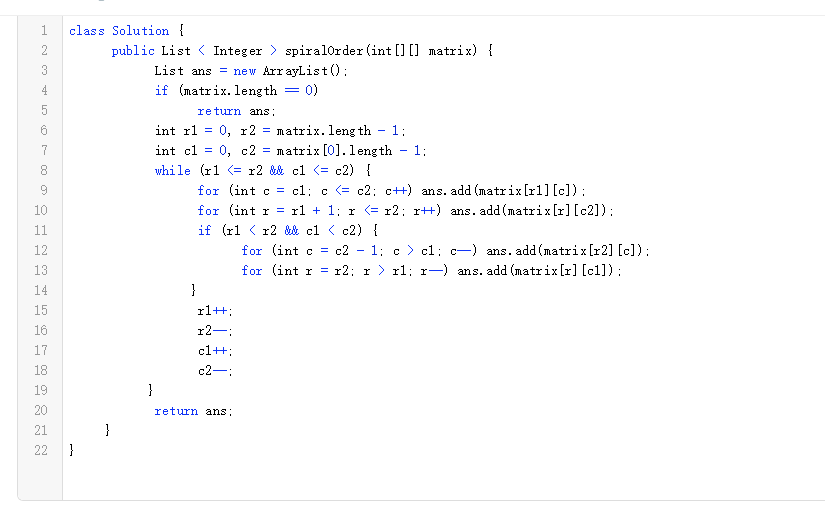 1 class Solution {
2 public List < Integer > spiralOrder(int[][] matrix) {
3 List ans = new ArrayList();
4 if (matrix.length == 0)
5 return ans;
6 int r1 = 0, r2 = matrix.length - 1;
7 int c1 = 0, c2 = matrix[0].length - 1;
8 while (r1 <= r2 && c1 <= c2) {
9 for (int c = c1; c <= c2; c++) ans.add(matrix[r1][c]);
10 for (int r = r1 + 1; r <= r2; r++) ans.add(matrix[r][c2]);
11 if (r1 < r2 && c1 < c2) {
12 for (int c = c2 - 1; c > c1; c--) ans.add(matrix[r2][c]);
13 for (int r = r2; r > r1; r--) ans.add(matrix[r][c1]);
14 }
15 r1++;
16 r2--;
17 c1++;
18 c2--;
19 }
20 return ans;
21 }
22 }